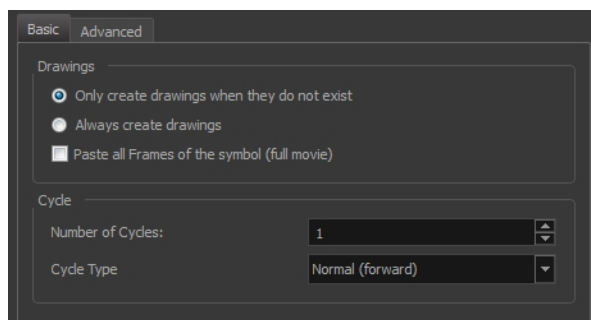 Basic
Advanced
Drawings
Only create drawings when they do not exist
Always create drawings
Paste all Frames of the symbol (full movie)
Cycle
Number of Cycles:
1
Cycle Type
Normal (forward)